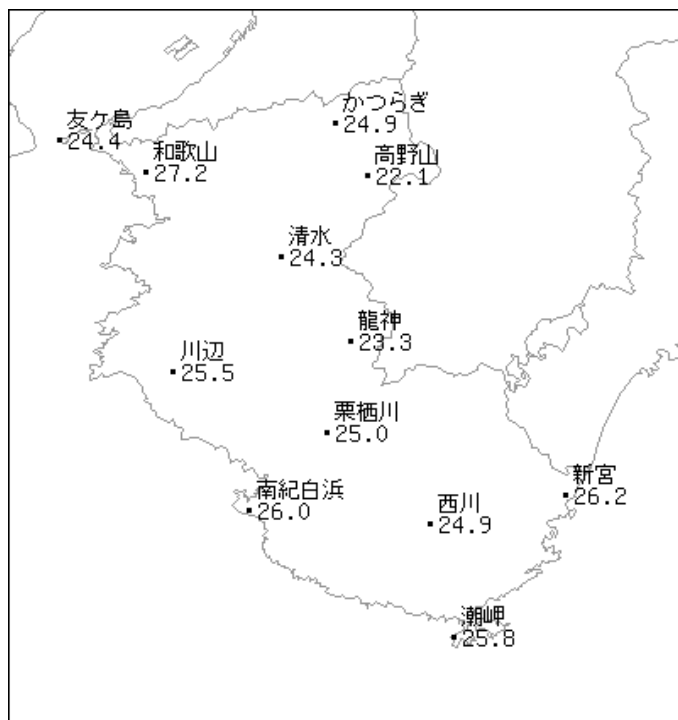 かつらぎ
24.9
友ケ島
24.4
和歌山
27.2
高野山
22.1
清水
24.3
龍神
23.3
川辺
25.5
栗栖川
25.0
新宮
26.2
南紀白浜
26.0
西川
24.9
潮岬
25.8